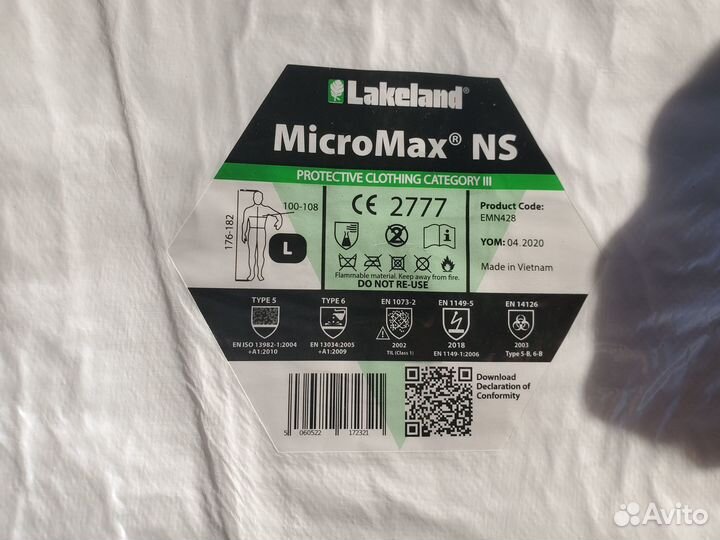 Lakeland®
MicroMax® NS
PROTECTIVE CLOTHING CATEGORY III
176-182
100-108
L
CE 2777
Flammable material. Keep away from fire.
DO NOT RE-USE
Product Code:
EMN428
YOM: 04 2020
Made in Vietnam
TYPE 5
EN ISO 13982-1:2004
+A1:2010
TYPE 6
EN 13034:2005
+A1:2009
EN 1073-2
2002
TIL (Class 1)
EN 1149-5
2018
EN 1149-1:2006
EN 14126
2003
Type 5-B, 6-B
5 060522 172321
Download
Declaration of
Conformity
Avito